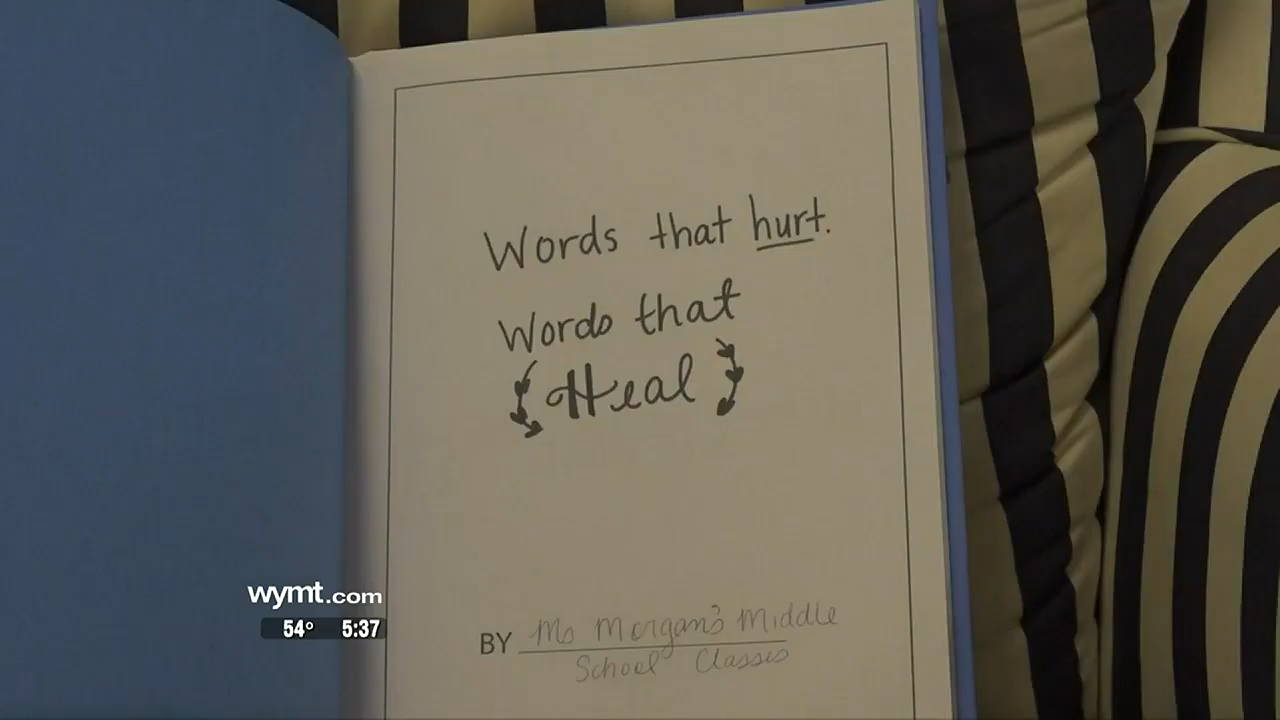 Words that hurt.
Words that
Heal
BY Ms Morgan's Middle
School Classes
wymt.com
54° 5:37